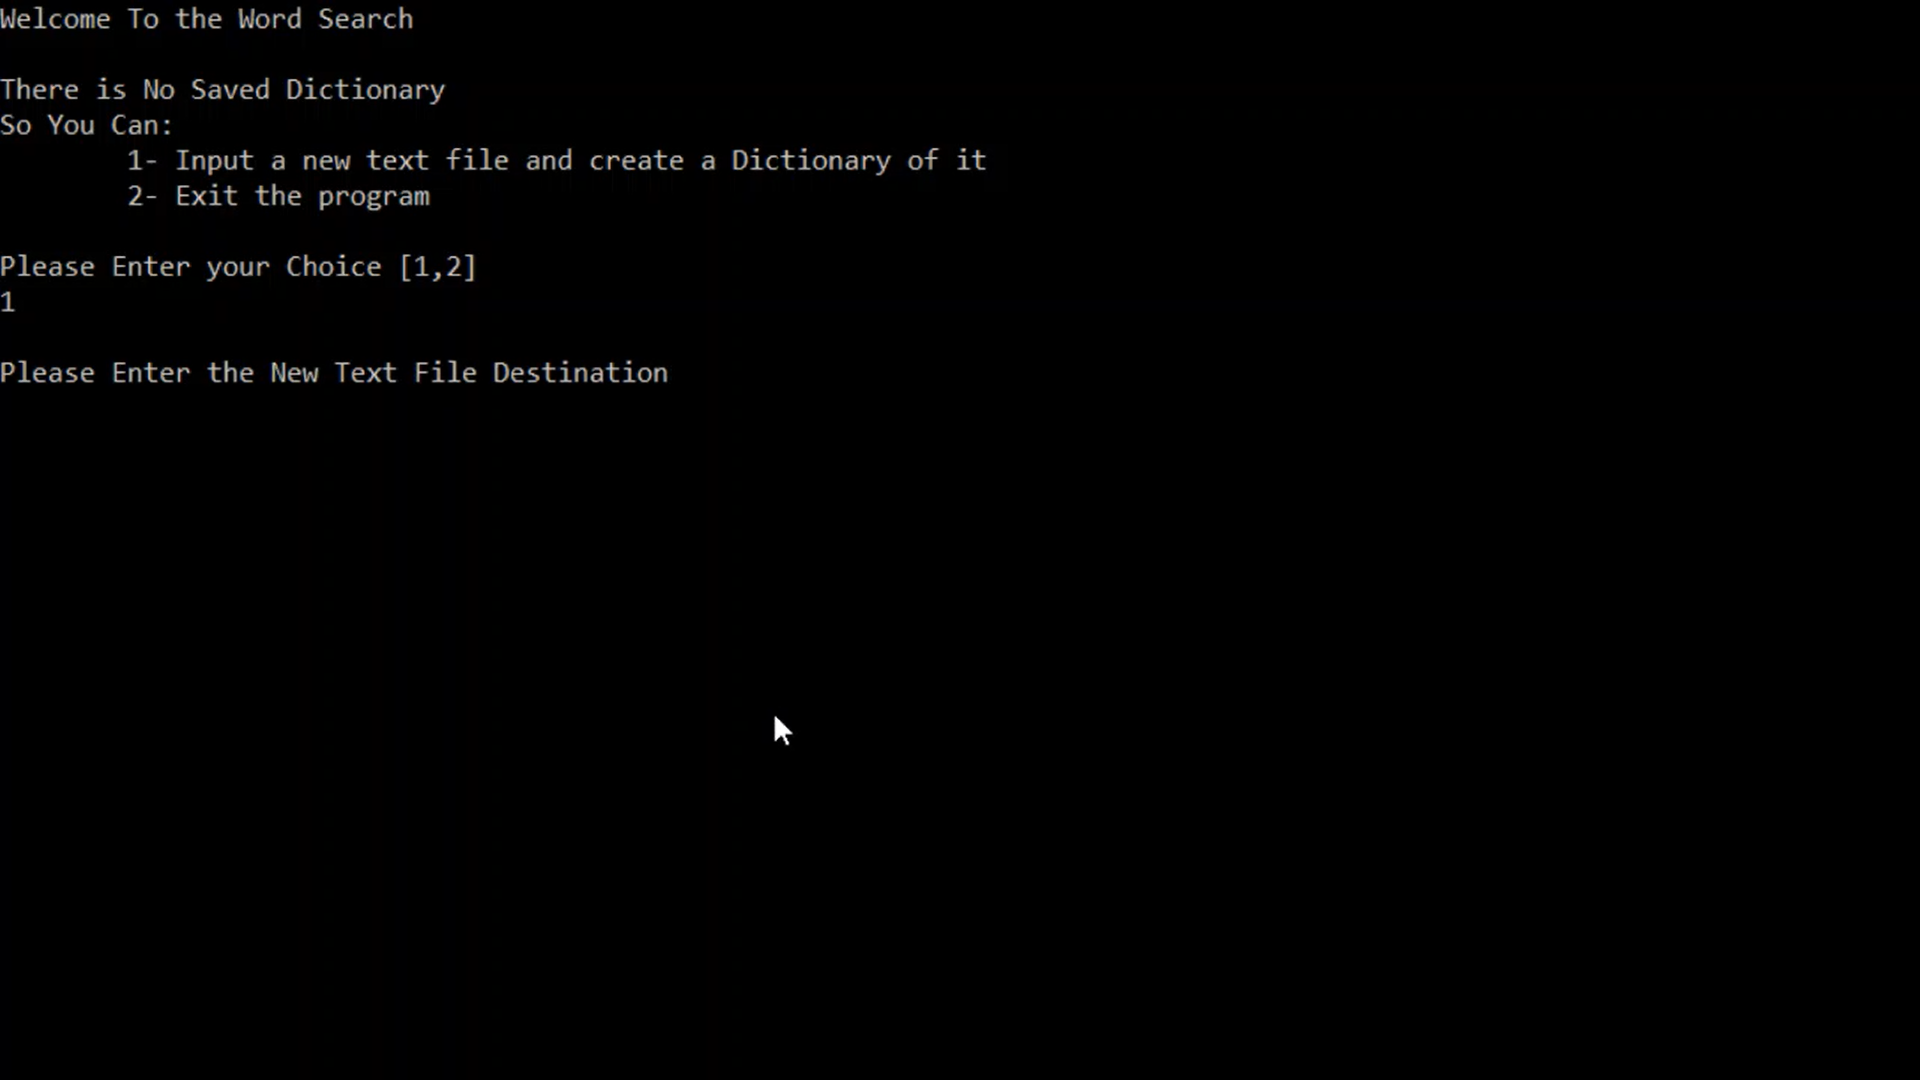 Welcome To the Word Search
There is No Saved Dictionary
So You Can:
1- Input a new text file and create a Dictionary of it
2- Exit the program
Please Enter your Choice [1,2]
1
Please Enter the New Text File Destination